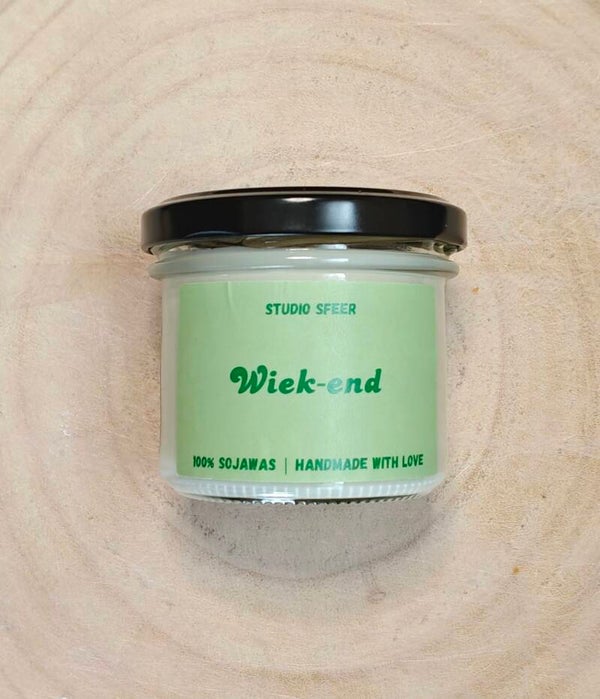 STUDIO SFEER
Wiek-end
100% SOJAWAS | HANDMADE WITH LOVE